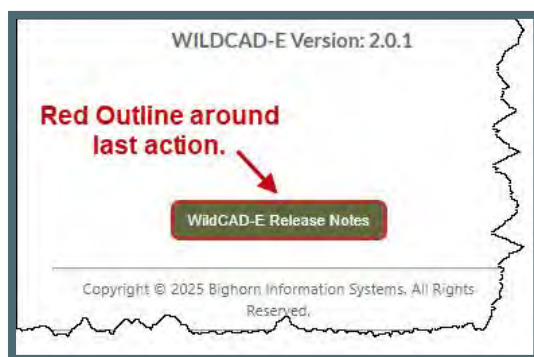 WILDCAD-E Version: 2.0.1
Red Outline around
last action.
WildCAD-E Release Notes
Copyright © 2025 Bighorn Information Systems. All Rights
Reserved.